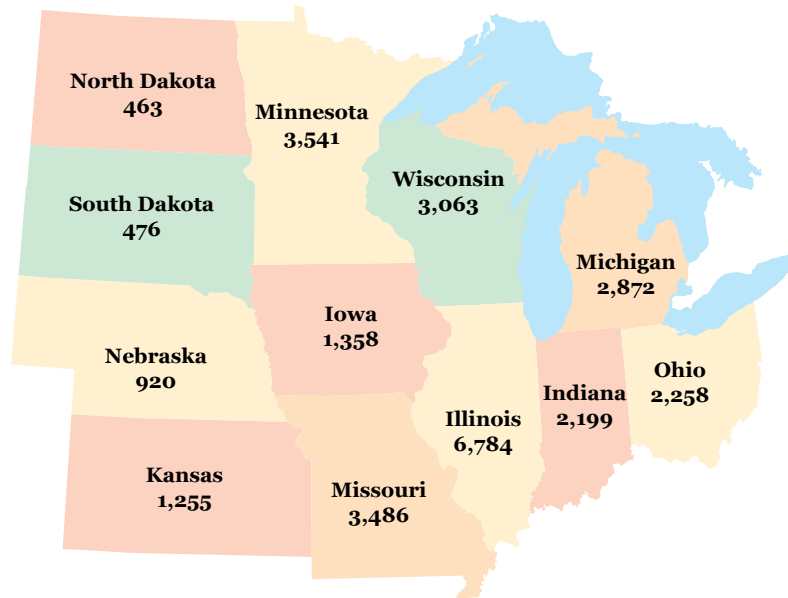 North Dakota
463
Minnesota
3,541
Wisconsin
3,063
South Dakota
476
Michigan
2,872
Iowa
1,358
Nebraska
920
Ohio
2,258
Indiana
2,199
Illinois
6,784
Kansas
1,255
Missouri
3,486